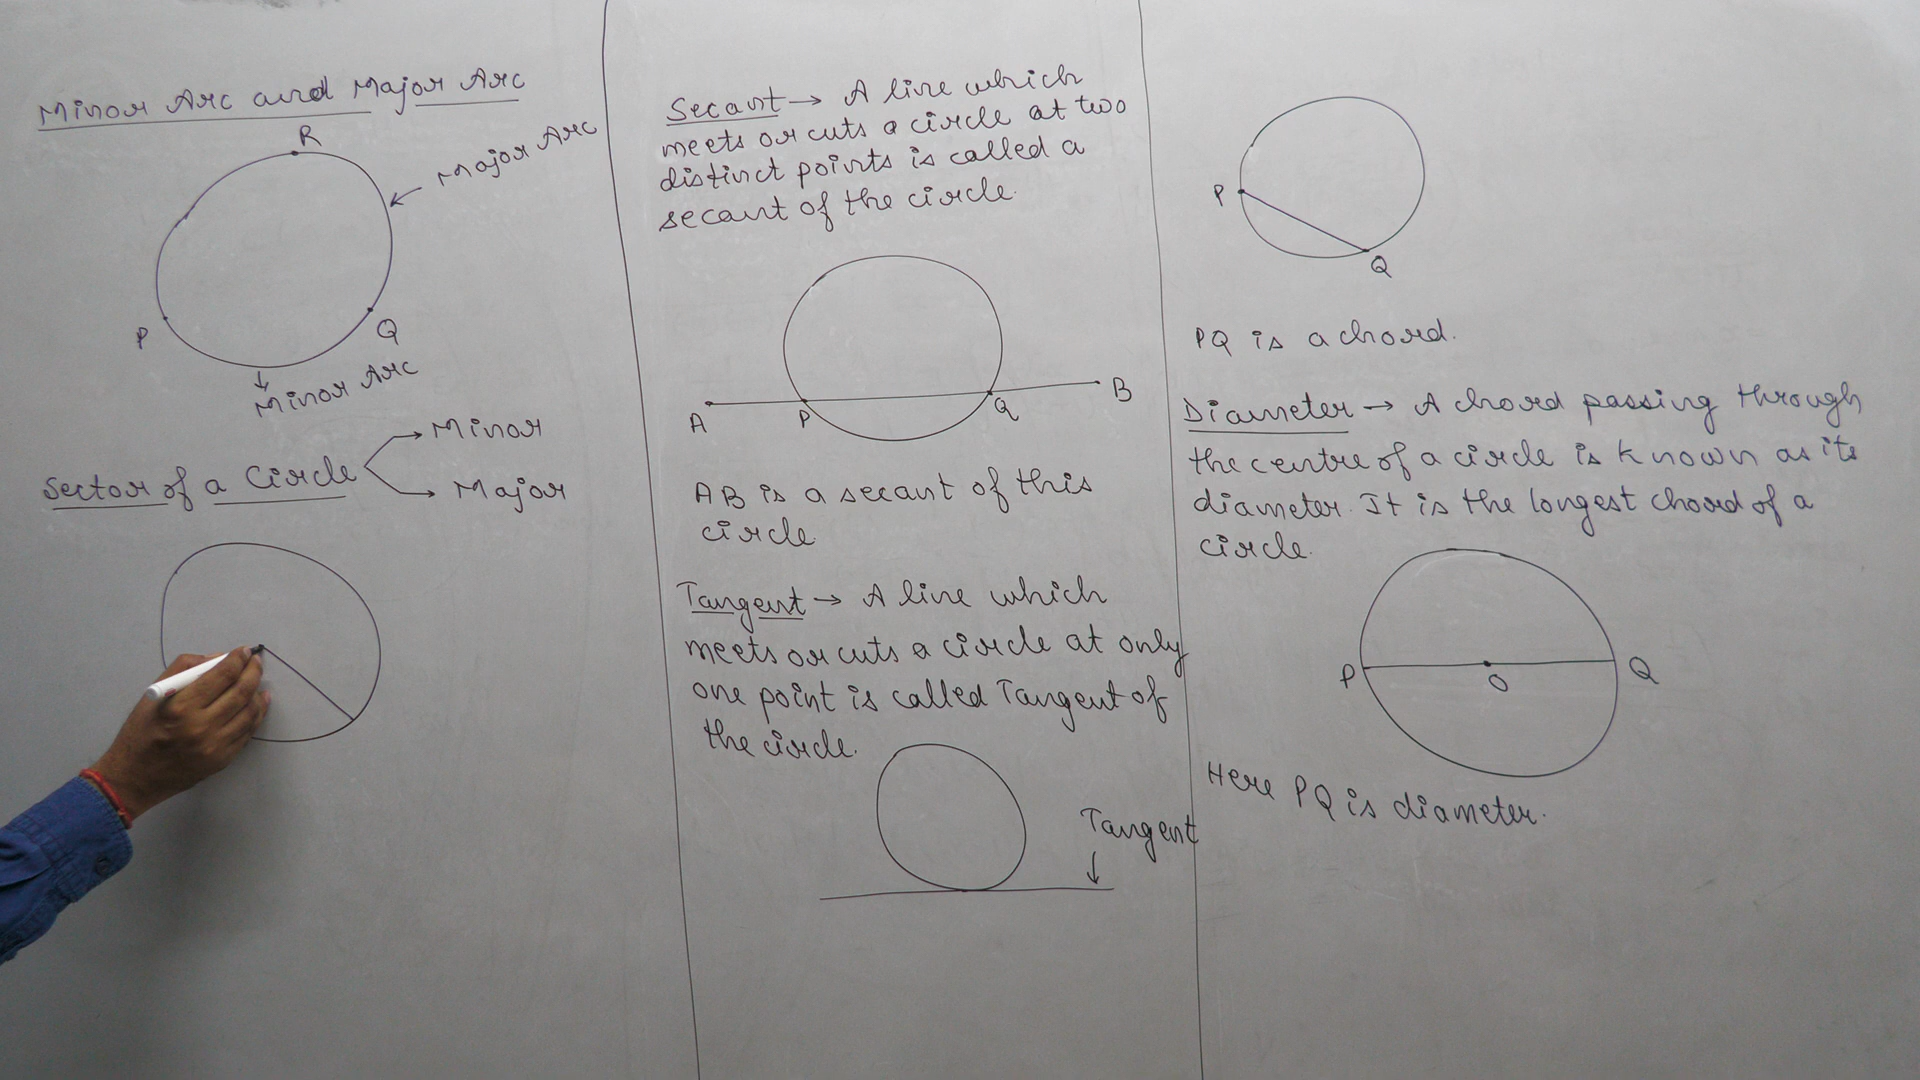 Minor Arc and Major Arc
R
Major Arc
P
Q
Minor Arc
Sector of a Circle
Minor
Major
Secant → A line which
meets or cuts a circle at two
distinct points is called a
secant of the circle.
A
P
Q
B
AB is a secant of this
circle
Tangent → A line which
meets or cuts a circle at only
one point is called Tangent of
the circle.
Tangent
P
Q
PQ is a chord.
Diameter → A chord passing through
the centre of a circle is known as its
diameter. It is the longest chord of a
circle.
P
O
Q
Here PQ is diameter.